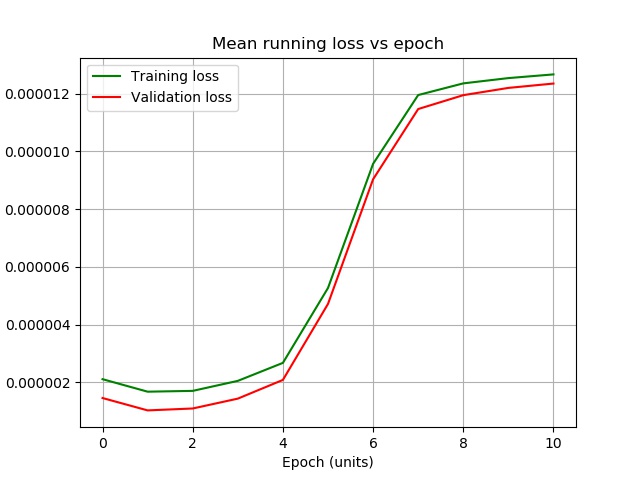 Mean running loss vs epoch
Training loss
Validation loss
0.000012
0.000010
0.000008
0.000006
0.000004
0.000002
0 2 4 6 8 10
Epoch (units)